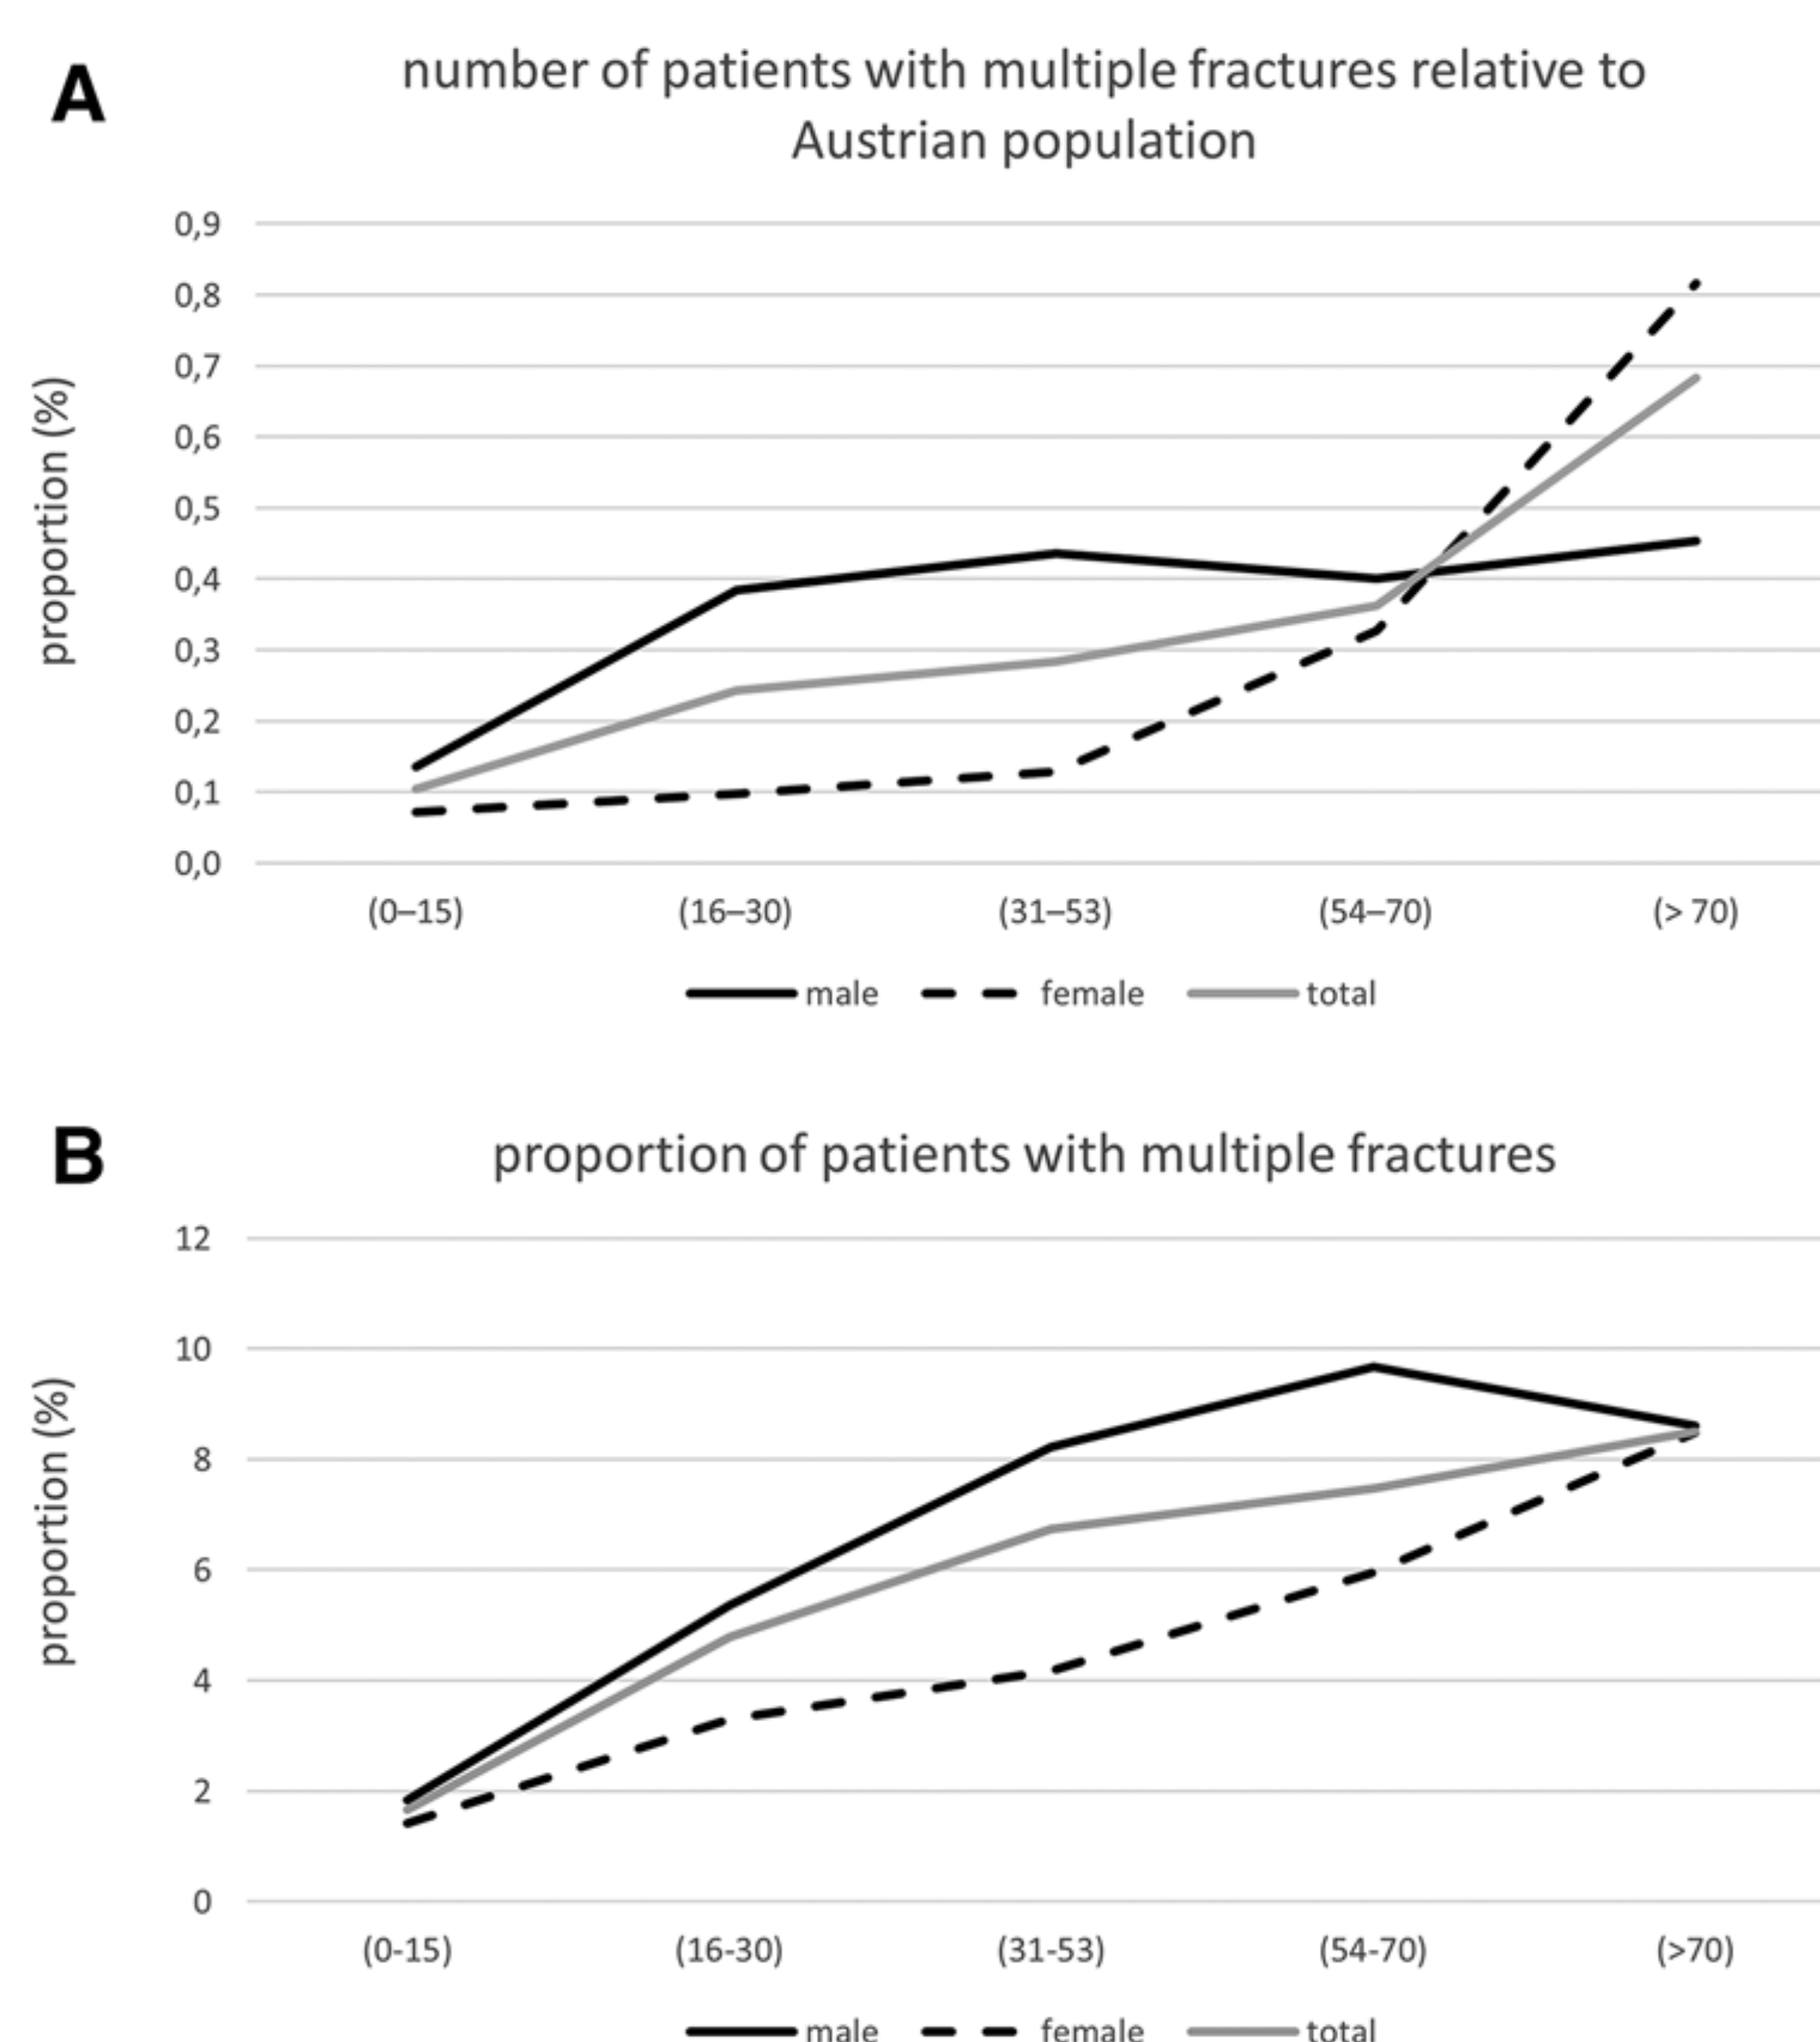 A
number of patients with multiple fractures relative to
Austrian population
proportion (%)
0,9
0,8
0,7
0,6
0,5
0,4
0,3
0,2
0,1
0,0
(0–15) (16–30) (31–53) (54–70) (> 70)
male female total
B
proportion of patients with multiple fractures
proportion (%)
12
10
8
6
4
2
0
(0-15) (16-30) (31-53) (54-70) (>70)
male female total